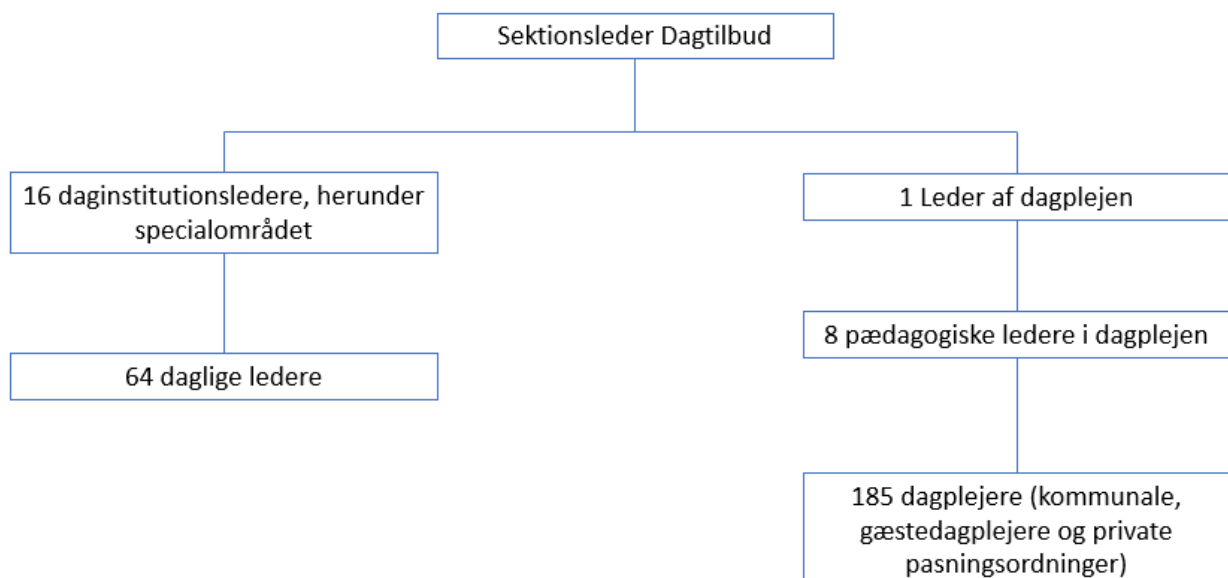 Sektionsleder Dagtilbud
16 daginstitutionsledere, herunder
specialområdet
64 daglige ledere
1 Leder af dagplejen
8 pædagogiske ledere i dagplejen
185 dagplejere (kommunale,
gæstedagplejere og private
pasningsordninger)